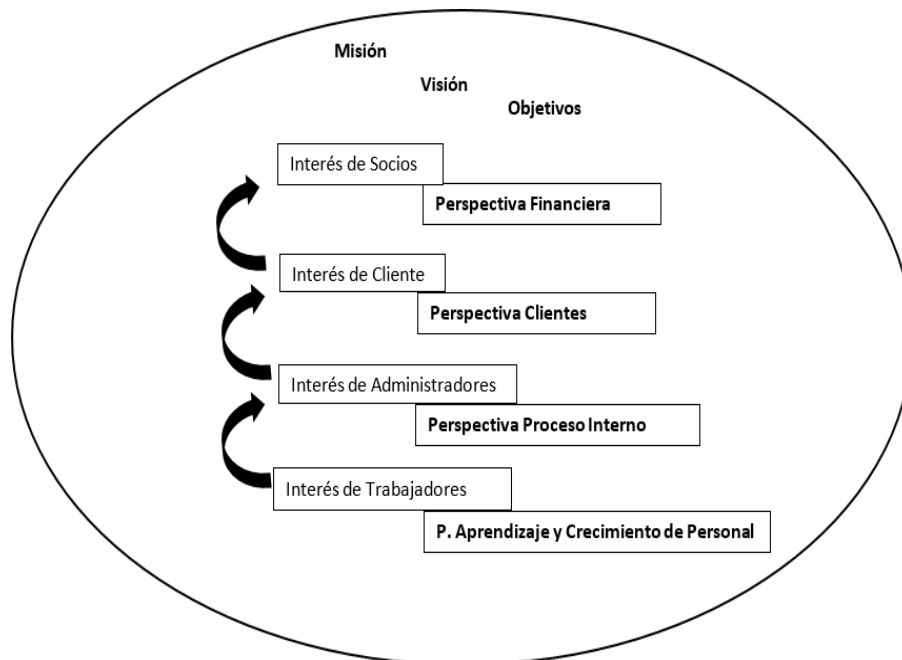 Misión
Visión
Objetivos
Interés de Socios
Perspectiva Financiera
Interés de Cliente
Perspectiva Clientes
Interés de Administradores
Perspectiva Proceso Interno
Interés de Trabajadores
P. Aprendizaje y Crecimiento de Personal